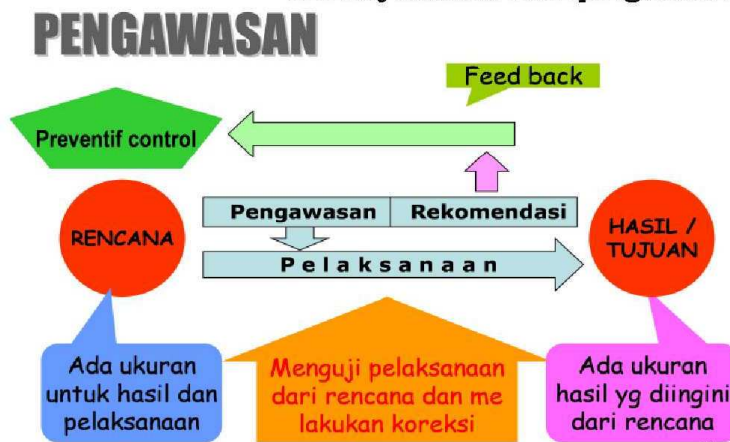 PENGAWASAN
Feed back
Preventif control
Pengawasan
Rekomendasi
RENCANA
HASIL /
TUJUAN
Pelaksanaan
Ada ukuran
untuk hasil dan
pelaksanaan
Menguji pelaksanaan
dari rencana dan me
lakukan koreksi
Ada ukuran
hasil yg diingini
dari rencana